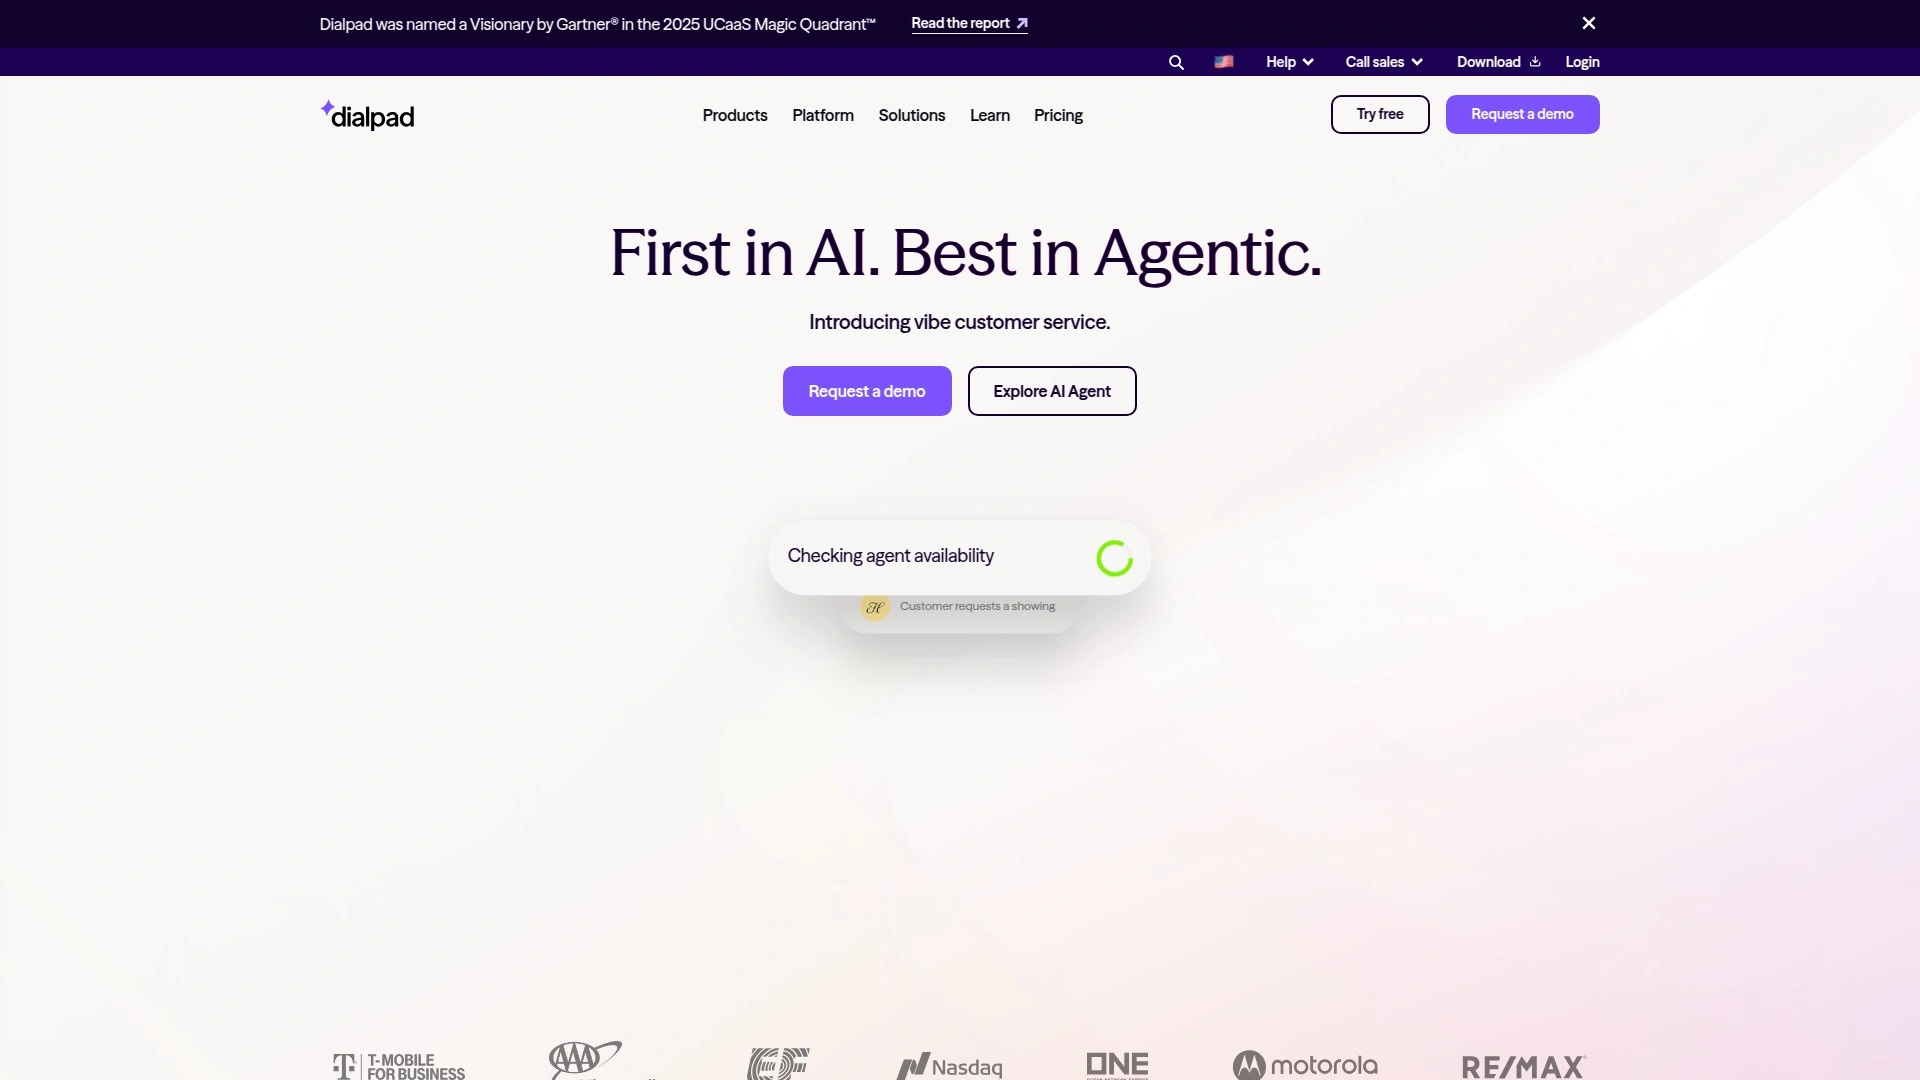 Dialpad was named a Visionary by Gartner® in the 2025 UCaaS Magic Quadrant™ Read the report
Help Call sales Download Login
dialpad Products Platform Solutions Learn Pricing Try free Request a demo
First in AI. Best in Agentic.
Introducing vibe customer service.
Request a demo Explore AI Agent
Checking agent availability
H Customer requests a showing
T T-MOBILE
FOR BUSINESS
AAA
EF
Nasdaq
ONE
motorola
RE/MAX